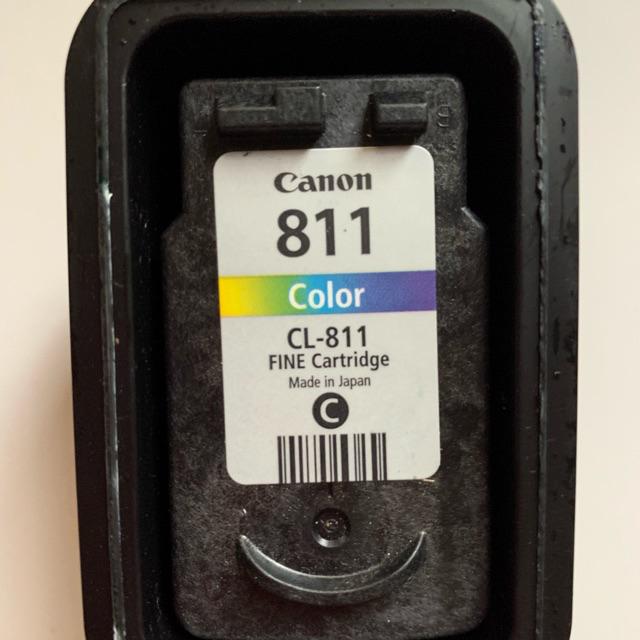 Canon
811
Color
CL-811
FINE Cartridge
Made in Japan
C